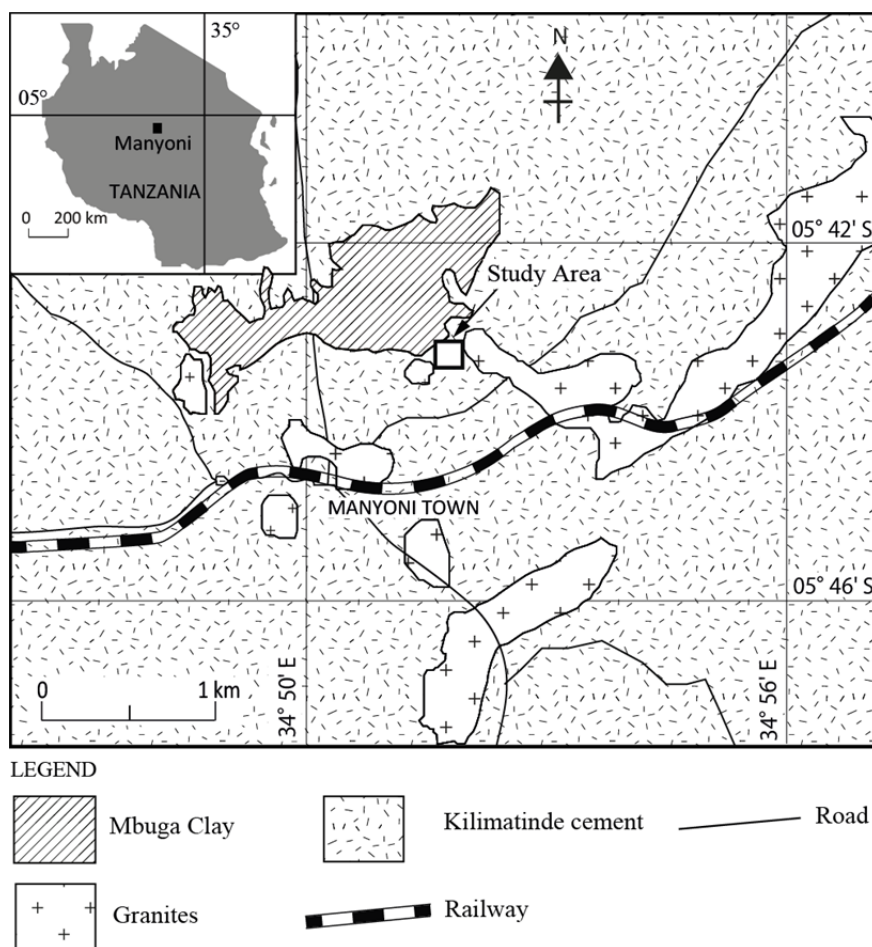 35°
05°
N
Manyoni
TANZANIA
0 200 km
05° 42' S
Study Area
MANYONI TOWN
05° 46' S
0 1 km
34° 50' E
34° 56' E
LEGEND
Mbuga Clay
Kilimatinde cement
Road
Granites
Railway